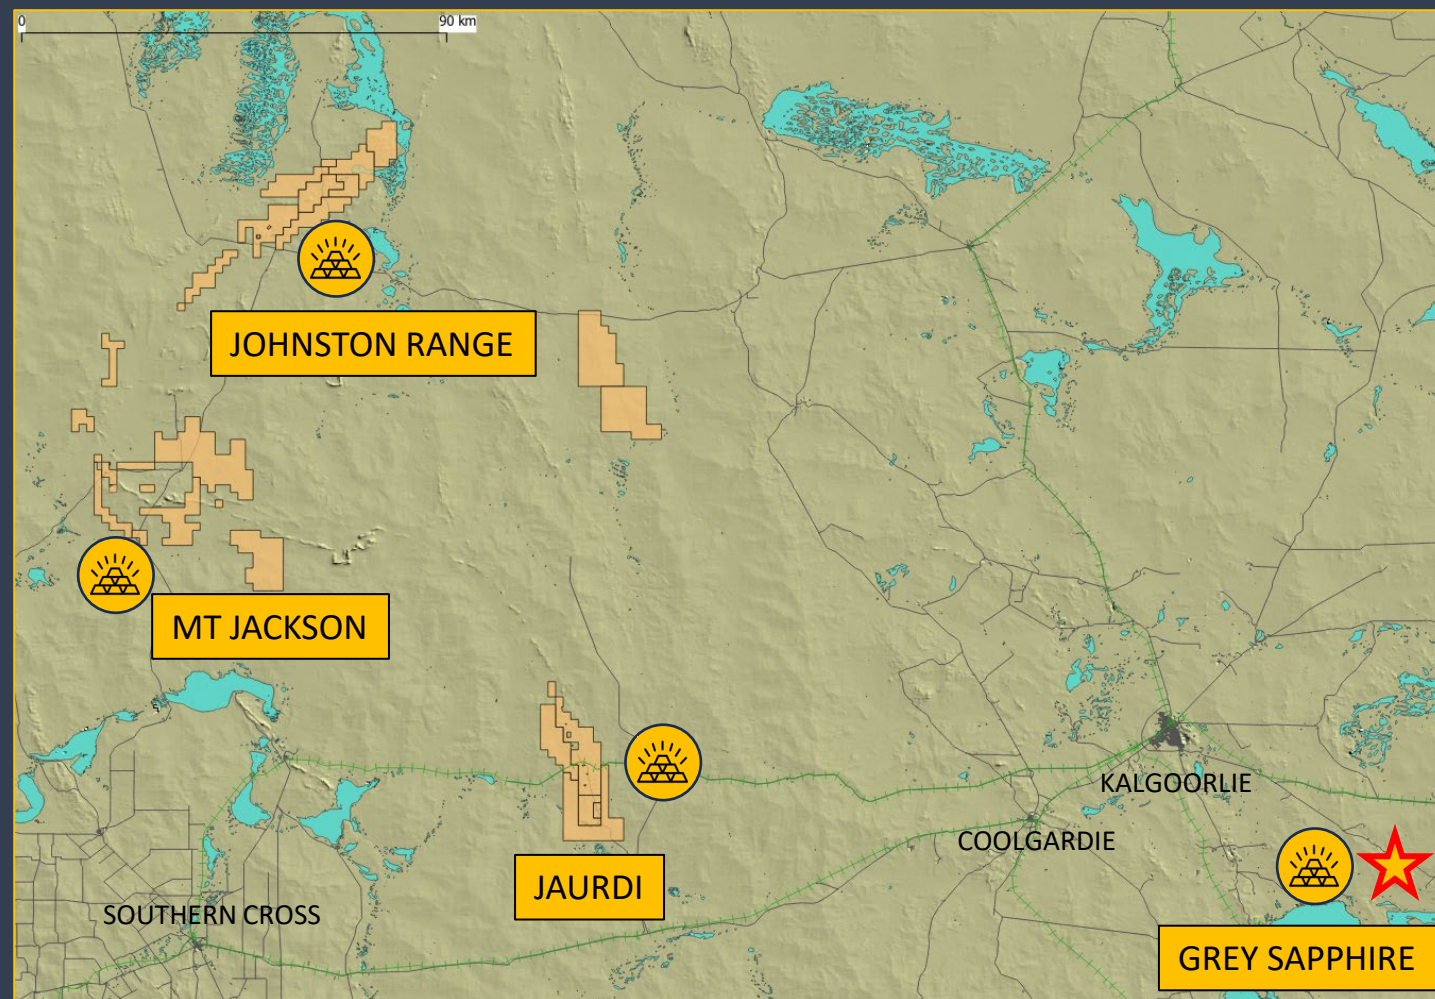 0
90 km
JOHNSTON RANGE
MT JACKSON
KALGOORLIE
COOLGARDIE
JAURDI
SOUTHERN CROSS
GREY SAPPHIRE